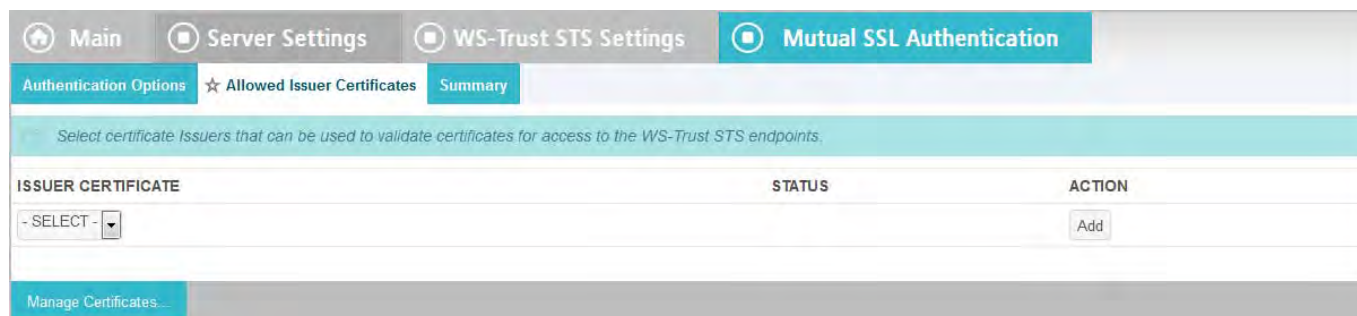 Main Server Settings WS-Trust STS Settings Mutual SSL Authentication
Authentication Options Allowed Issuer Certificates Summary
Select certificate Issuers that can be used to validate certificates for access to the WS-Trust STS endpoints.
ISSUER CERTIFICATE STATUS ACTION
- SELECT - Add
Manage Certificates...